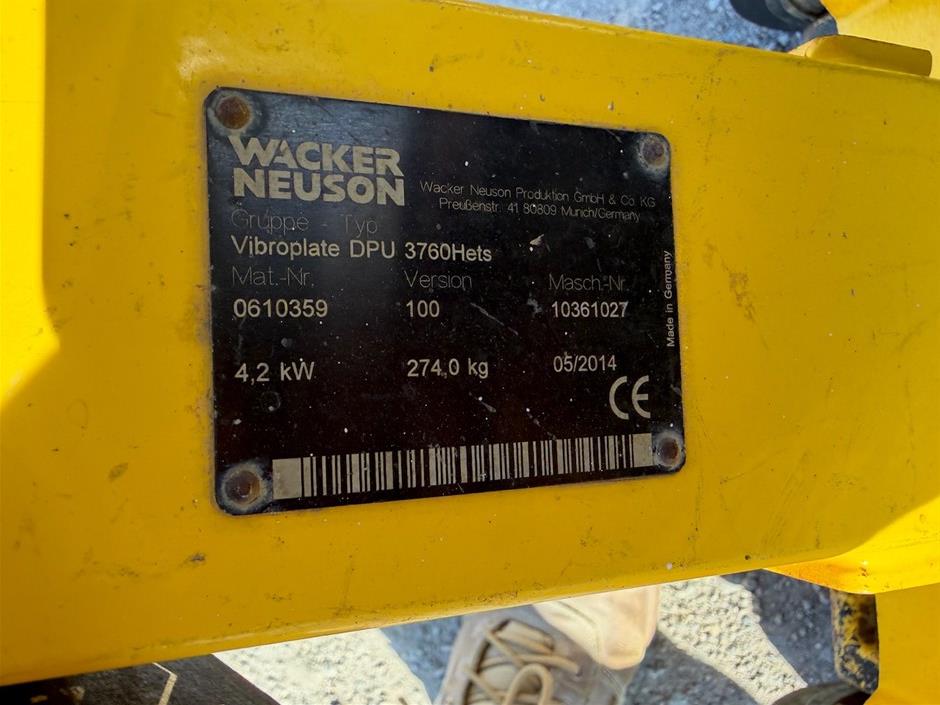 WACKER
NEUSON
Wacker Neuson Produktion GmbH & Co. KG
Preußenstr. 41 80809 Munich/Germany
Gruppe Typ
Vibroplate DPU 3760Hets
Mat.-Nr. Version Masch.-Nr.
0610359 100 10361027
4,2 kW 274,0 kg 05/2014
CE
Made in Germany